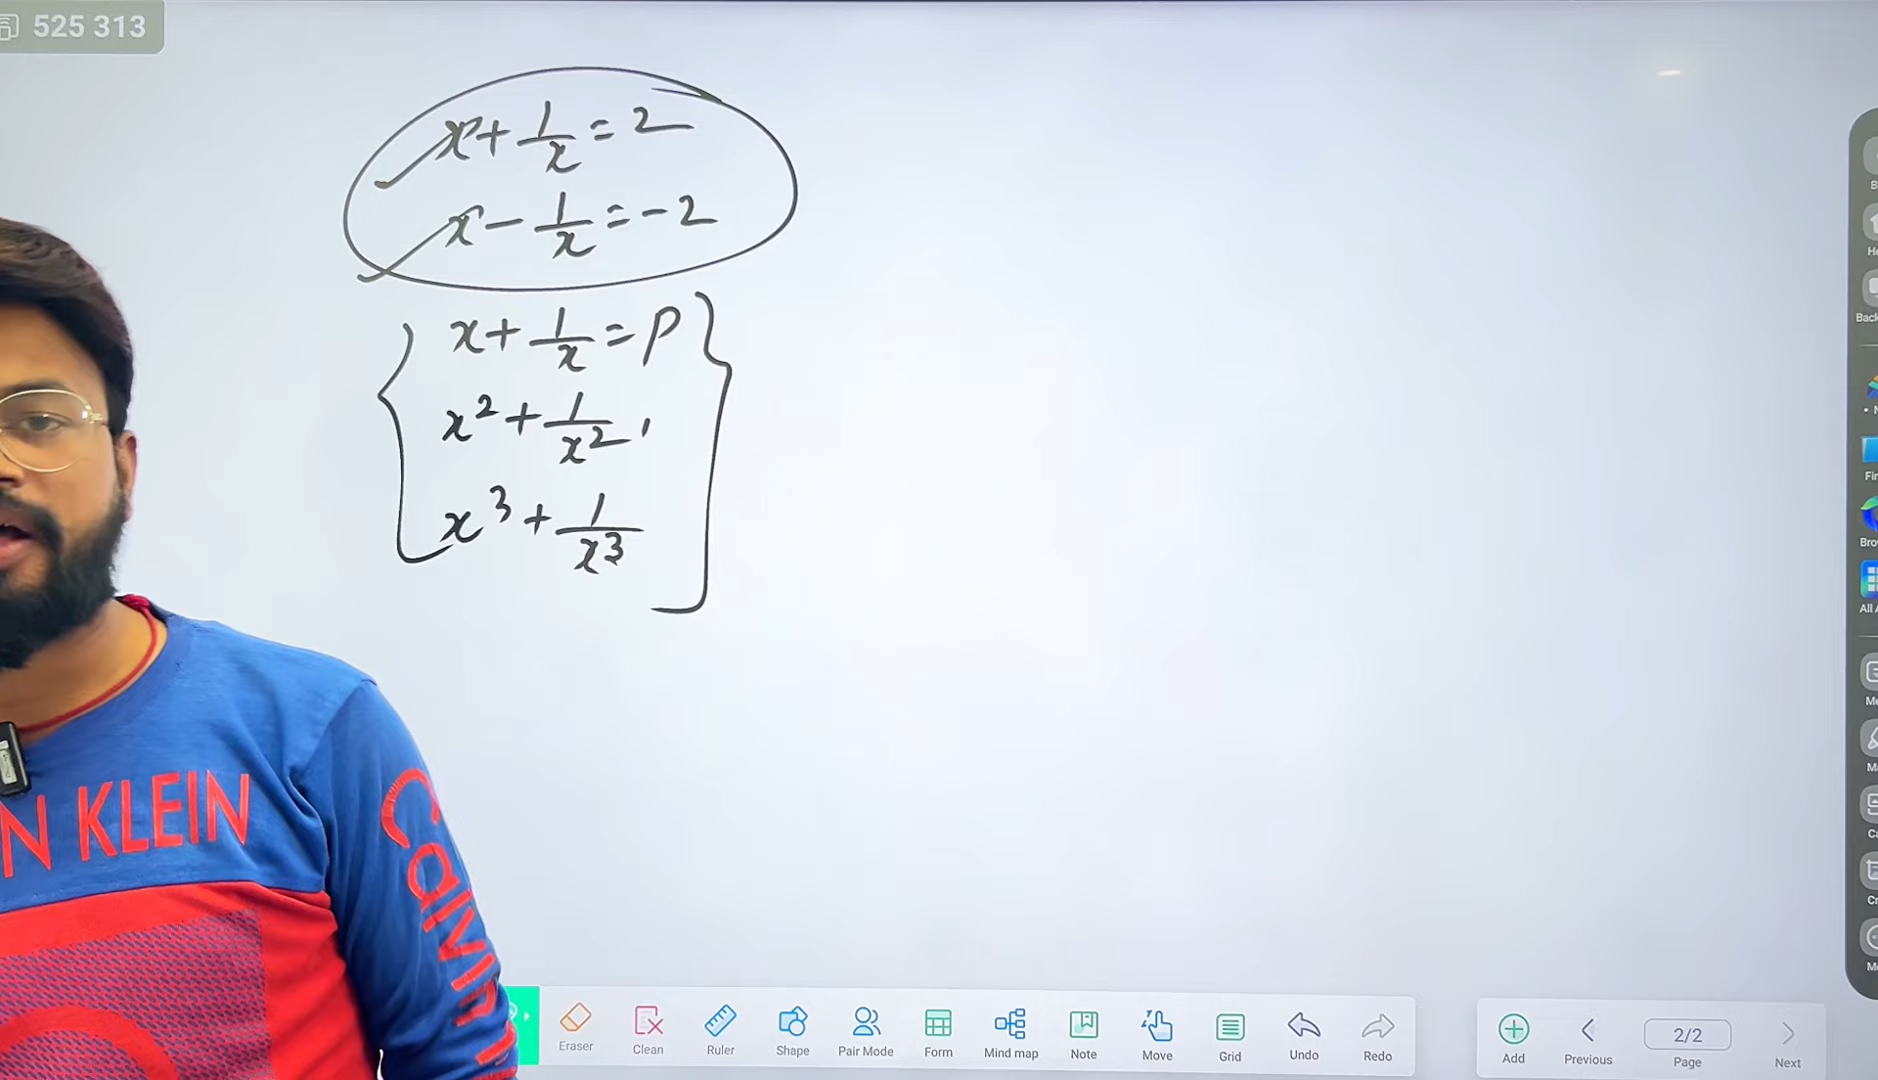 525 313
x + 1/x = 2
x - 1/x = -2
x + 1/x = p
x² + 1/x²,
x³ + 1/x³
N KLEIN
Calvin
Eraser
Clean
Ruler
Shape
Pair Mode
Form
Mind map
Note
Move
Grid
Undo
Redo
Add
Previous
2/2
Page
Next